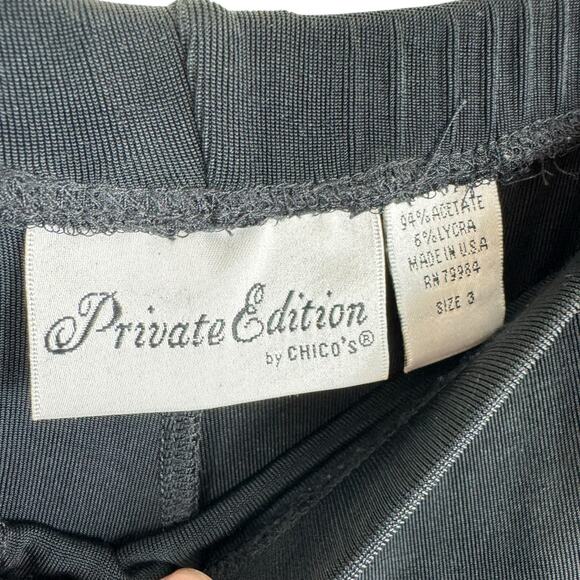 Private Edition
by CHICO'S®
94% ACETATE
6% LYCRA
MADE IN U.S.A
RN 79984
SIZE 3